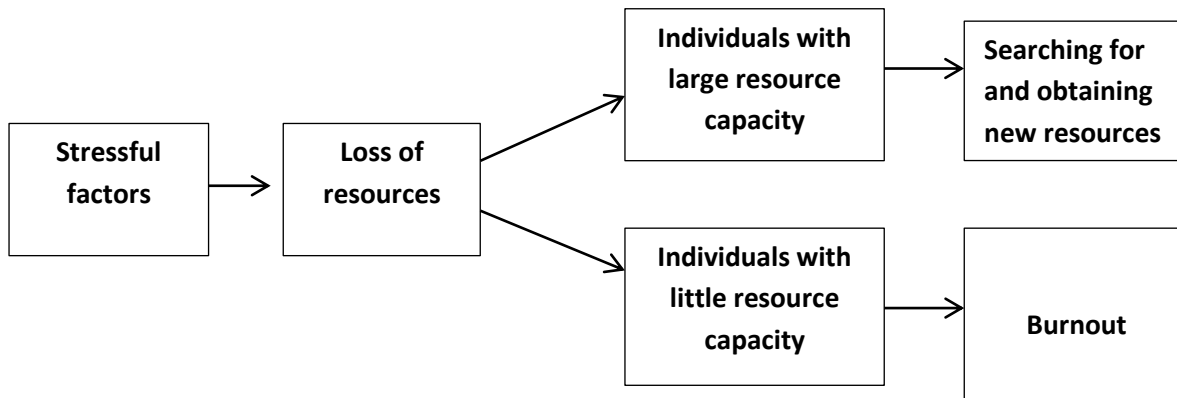 Stressful
factors
Loss of
resources
Individuals with
large resource
capacity
Searching for
and obtaining
new resources
Individuals with
little resource
capacity
Burnout